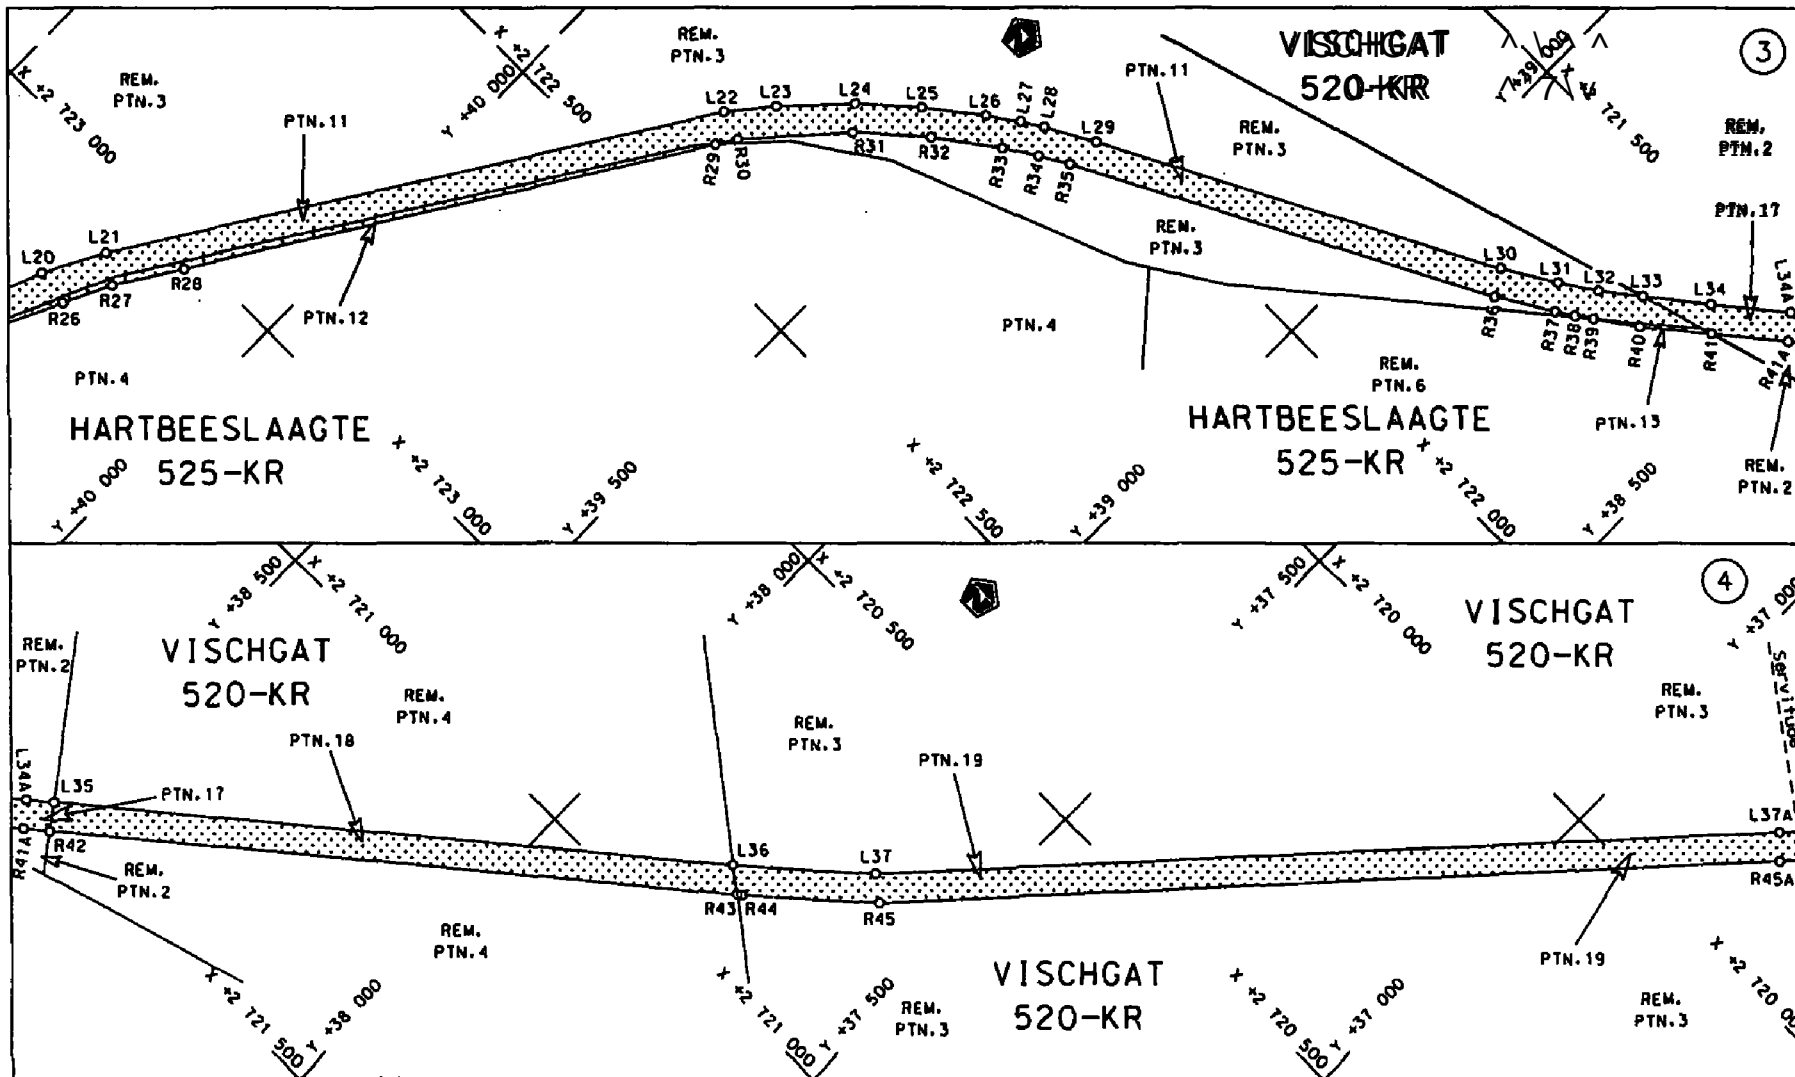 X +2 723 000
REM.
PTN.3
Y +40 000
X +2 722 500
REM.
PTN.3
PTN.11
VISCHGAT
520-KR
Y +39 000
X +2 721 500
3
PTN.11
REM.
PTN.3
REM.
PTN.2
PTN.17
L20
L21
L22
L23
L24
L25
L26
L27
L28
L29
L30
L31
L32
L33
L34
L34A
R26
R27
R28
R29
R30
R31
R32
R33
R34
R35
R36
R37
R38
R39
R40
R41
R41A
REM.
PTN.3
PTN.12
PTN.4
PTN.4
REM.
PTN.6
PTN.13
REM.
PTN.2
HARTBEESLAAGTE
525-KR
HARTBEESLAAGTE
525-KR
Y +40 000
X +2 723 000
Y +39 500
X +2 722 500
Y +39 000
X +2 722 000
Y +38 500
Y +38 500
X +2 721 000
Y +38 000
X +2 720 500
Y +37 500
X +2 720 000
Y +37 000
4
REM.
PTN.2
VISCHGAT
520-KR
REM.
PTN.4
PTN.18
REM.
PTN.3
PTN.19
VISCHGAT
520-KR
REM.
PTN.3
Servitude
L34A
L35
PTN.17
L36
L37
L37A
R41A
R42
R43
R44
R45
R45A
REM.
PTN.2
REM.
PTN.4
PTN.19
VISCHGAT
520-KR
REM.
PTN.3
REM.
PTN.3
X +2 721 500
Y +38 000
X +2 721 000
Y +37 500
X +2 720 500
Y +37 000
X +2 720 00